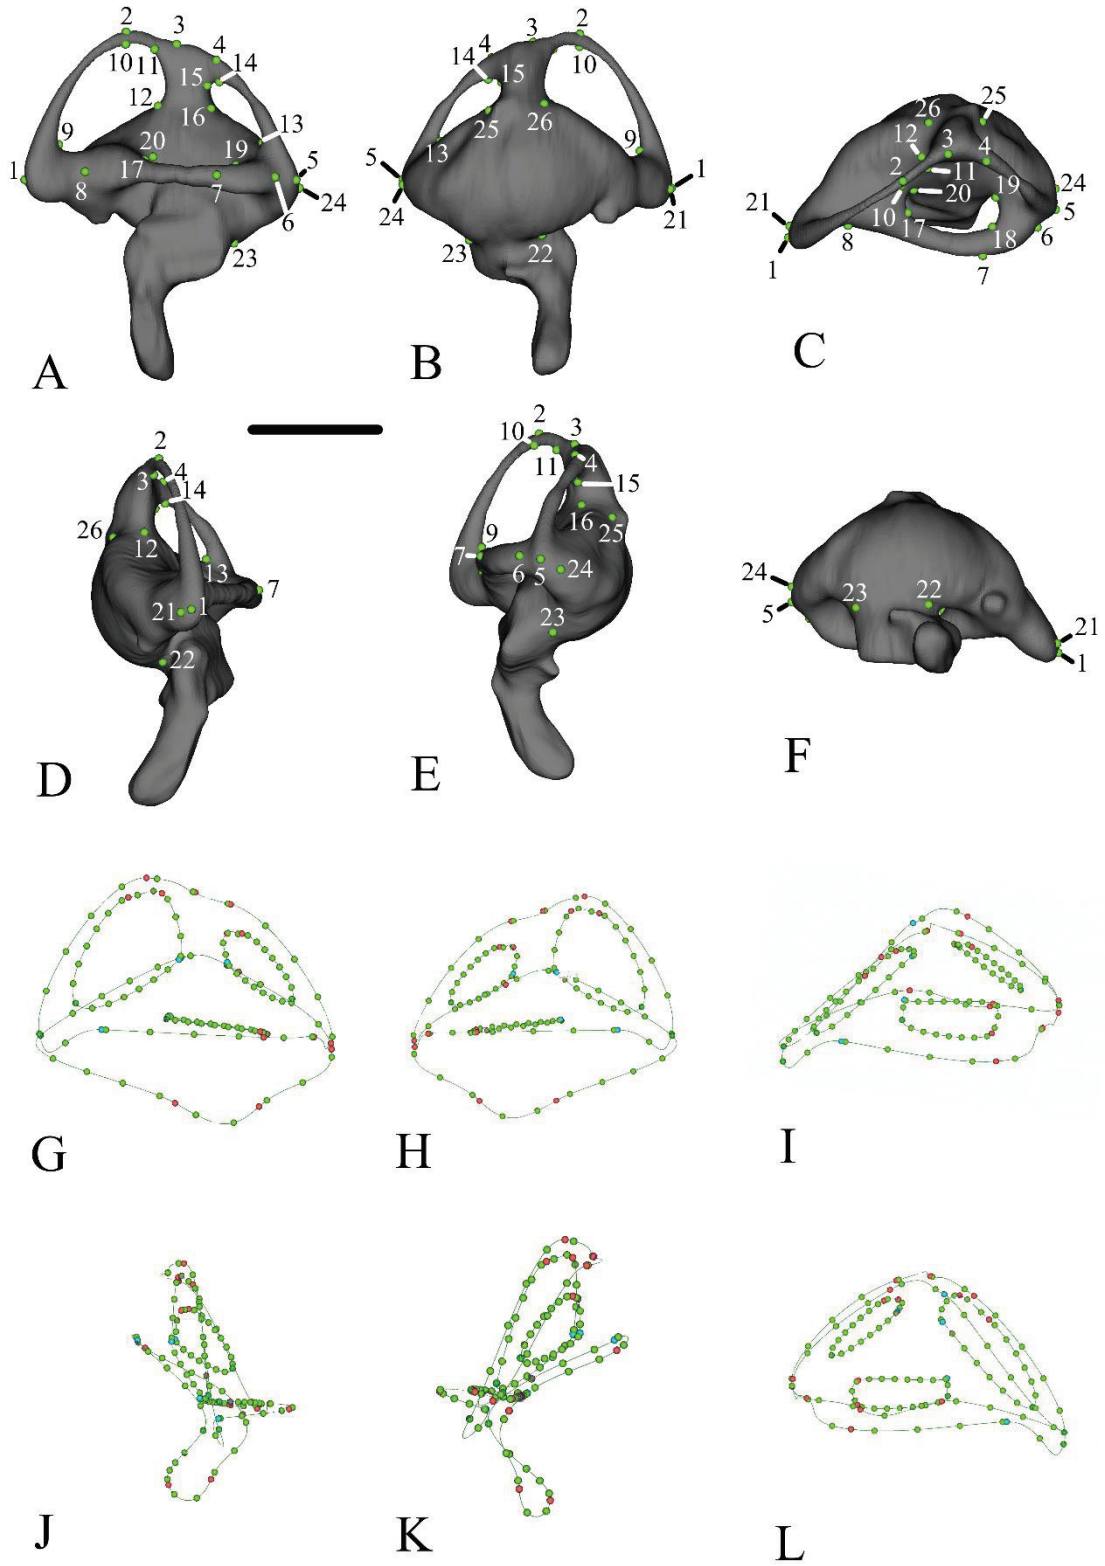 2 3 4 14 10 11 15 12 16 13 9 20 19 5 1 17 8 7 24 6 23
A
2 3 4 14 15 10 25 26 13 9 5 1 24 21 23 22
B
26 25 12 3 4 2 11 19 24 20 10 5 21 17 18 6 8 1 7
C
2 3 4 14 26 12 13 7 21 1 22
D
2 10 3 11 4 15 16 25 9 7 6 5 24 23
E
24 5 23 22 21 1
F
G
H
I
J
K
L